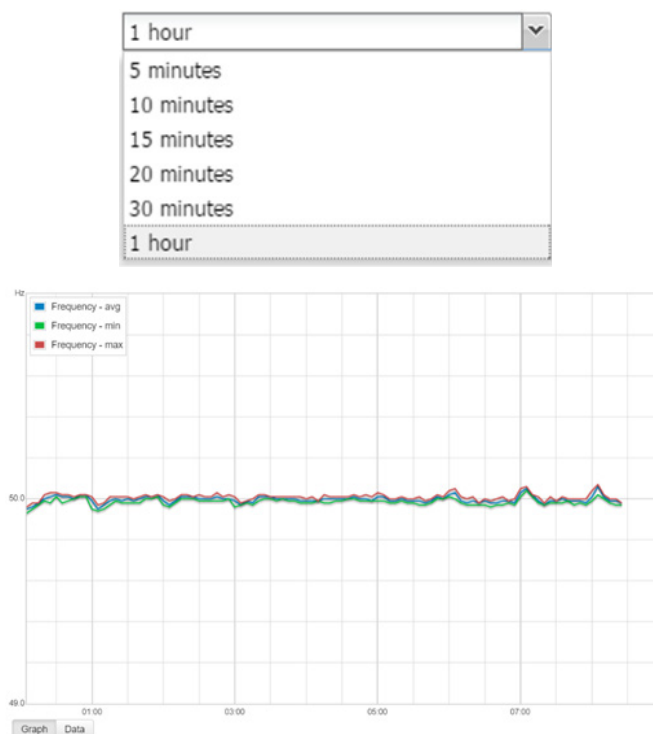 1 hour
5 minutes
10 minutes
15 minutes
20 minutes
30 minutes
1 hour
Hz
Frequency - avg
Frequency - min
Frequency - max
50.0
49.0
01:00 03:00 05:00 07:00
Graph Data